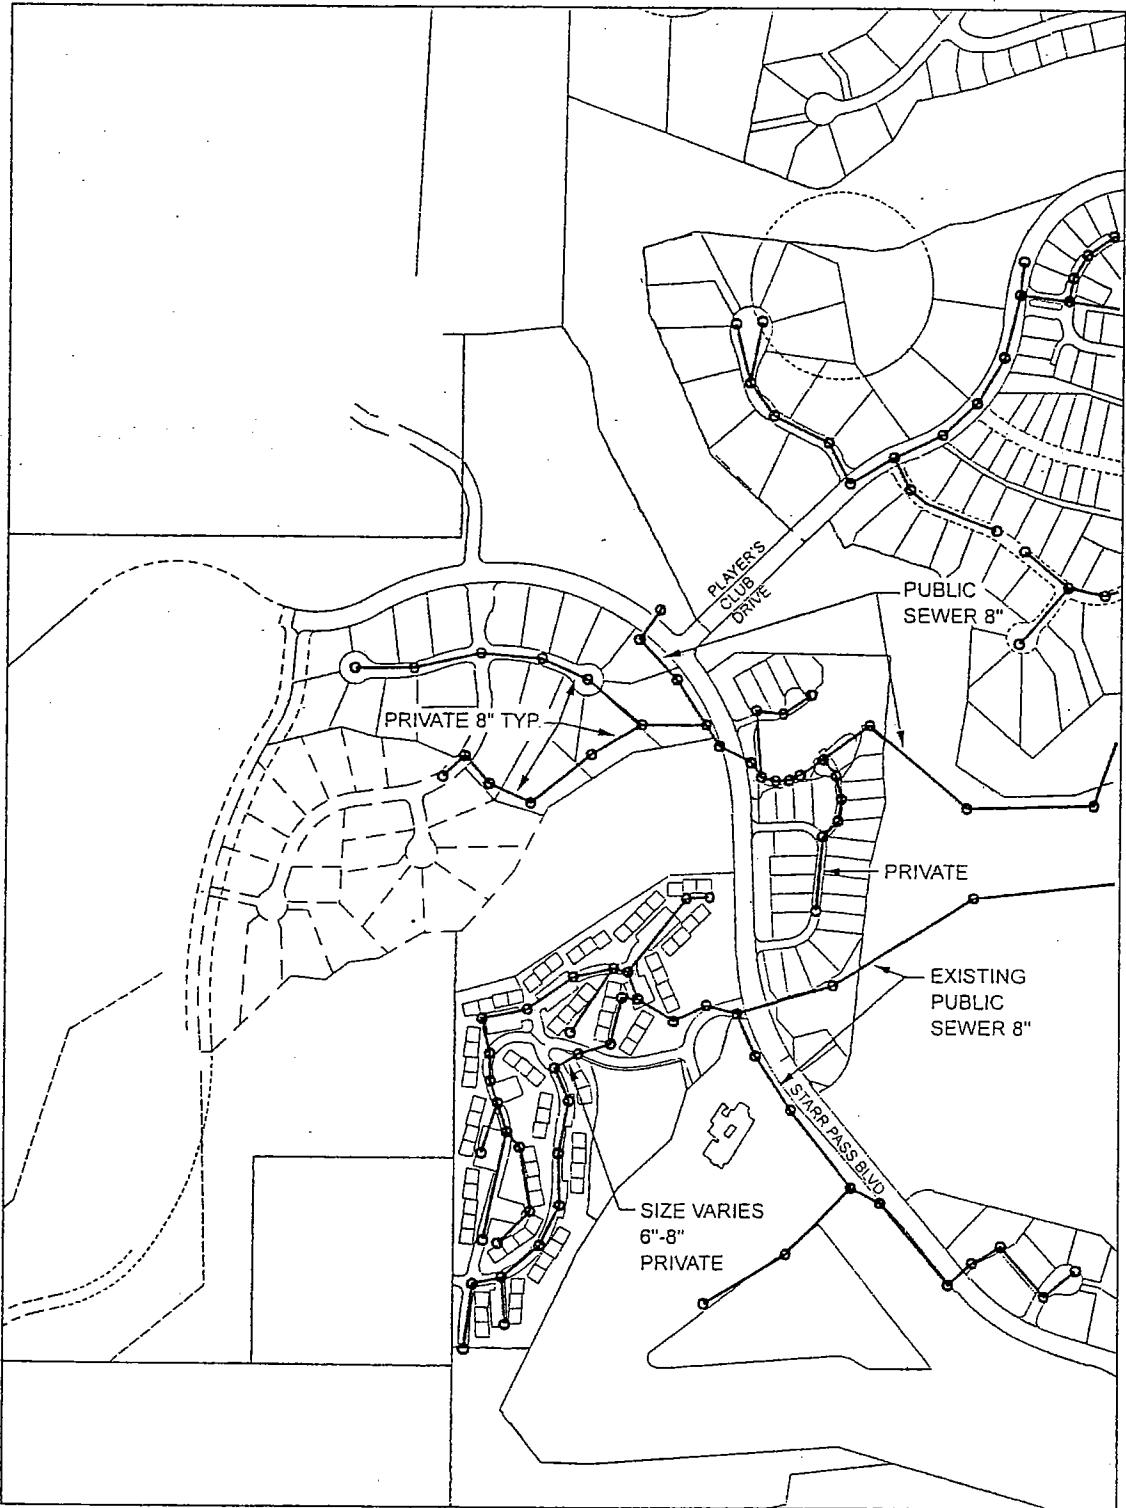 PLAYER'S
CLUB
DRIVE
PUBLIC
SEWER 8"
PRIVATE 8" TYP.
PRIVATE
EXISTING
PUBLIC
SEWER 8"
STARR PASS BLVD
SIZE VARIES
6"-8"
PRIVATE